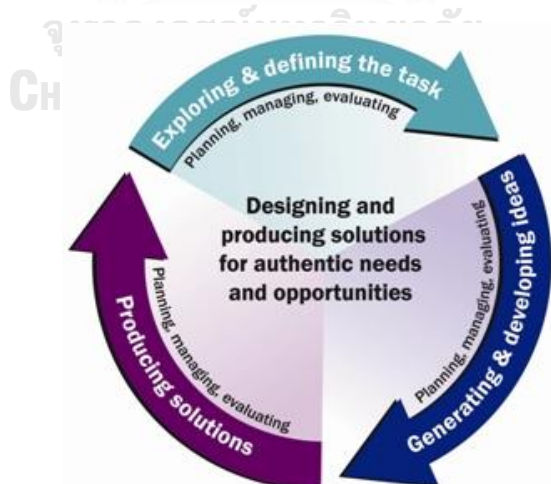 CH
Exploring & defining the task
Planning, managing, evaluating
Designing and
producing solutions
for authentic needs
and opportunities
Generating & developing ideas
Planning, managing, evaluating
Producing solutions
Planning, managing, evaluating